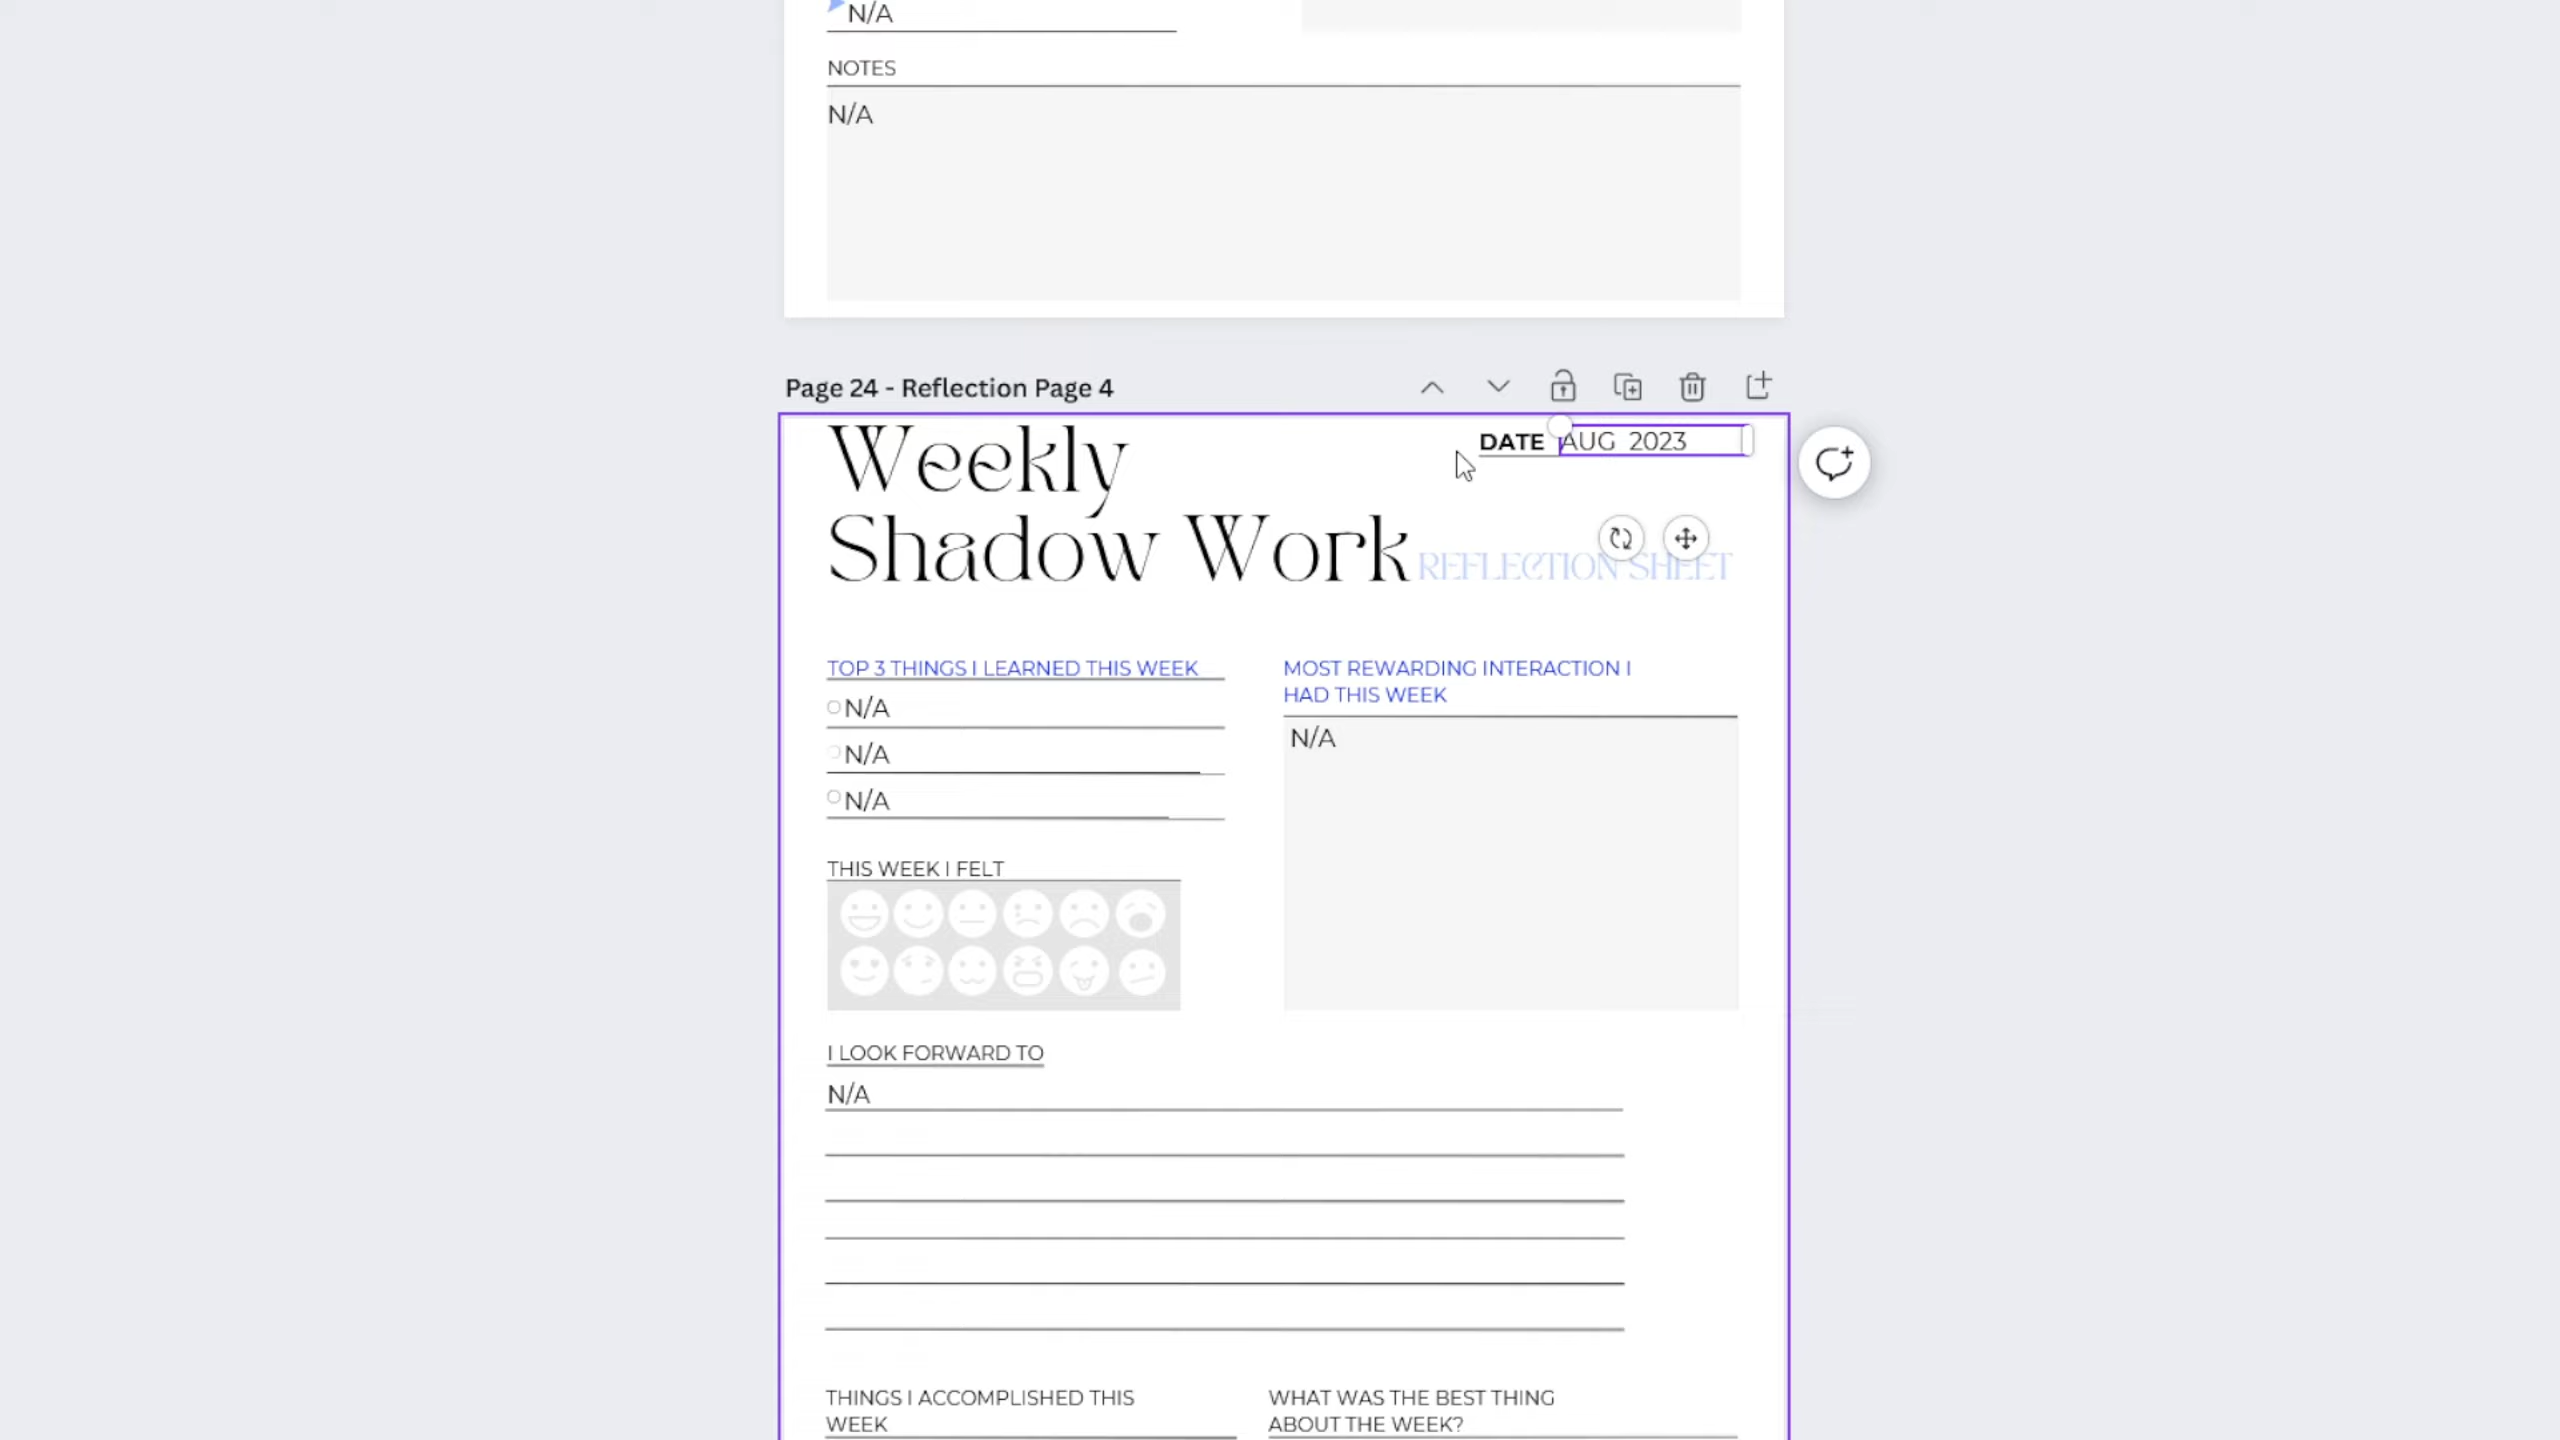 N/A
NOTES
N/A
Page 24 - Reflection Page 4
DATE AUG 2023
Weekly
Shadow Work REFLECTION SHEET
TOP 3 THINGS I LEARNED THIS WEEK
N/A
N/A
N/A
MOST REWARDING INTERACTION I
HAD THIS WEEK
N/A
THIS WEEK I FELT
I LOOK FORWARD TO
N/A
THINGS I ACCOMPLISHED THIS
WEEK
WHAT WAS THE BEST THING
ABOUT THE WEEK?